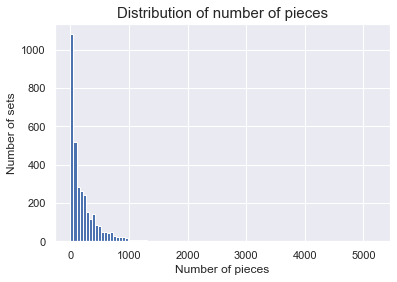 Distribution of number of pieces
1000
800
600
400
200
0
Number of sets
0 1000 2000 3000 4000 5000
Number of pieces